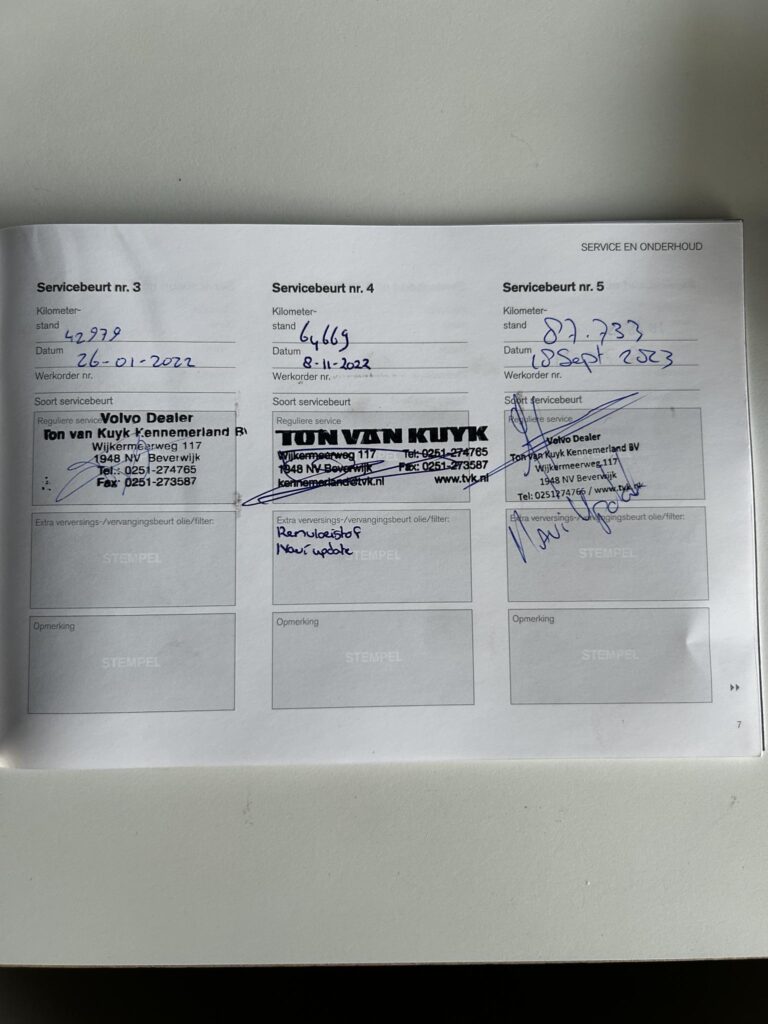 SERVICE EN ONDERHOUD
Servicebeurt nr. 3
Kilometer-
stand 42979
Datum 26-01-2022
Werkorder nr.
Soort servicebeurt
Reguliere service
Volvo Dealer
Ton van Kuyk Kennemerland BV
Wijkermeerweg 117
1948 NV Beverwijk
Tel.: 0251-274765
Fax: 0251-273587
Extra verversings-/vervangingsbeurt olie/filter:
STEMPEL
Opmerking
STEMPEL
Servicebeurt nr. 4
Kilometer-
stand 64669
Datum 8-11-2022
Werkorder nr.
Soort servicebeurt
Reguliere service
TON VAN KUYK
Wijkermeerweg 117 Tel: 0251-274765
1948 NV Beverwijk Fax: 0251-273587
kennemerland@tvk.nl www.tvk.nl
Extra verversings-/vervangingsbeurt olie/filter:
Remvloeistof
Navi update
Opmerking
STEMPEL
Servicebeurt nr. 5
Kilometer-
stand 87.733
Datum 18 Sept 2023
Werkorder nr.
Soort servicebeurt
Reguliere service
Volvo Dealer
Ton van Kuyk Kennemerland BV
Wijkermeerweg 117
1948 NV Beverwijk
Tel: 0251274765 / www.tvk.nl
Extra verversings-/vervangingsbeurt olie/filter:
Navi Update
STEMPEL
Opmerking
STEMPEL
7